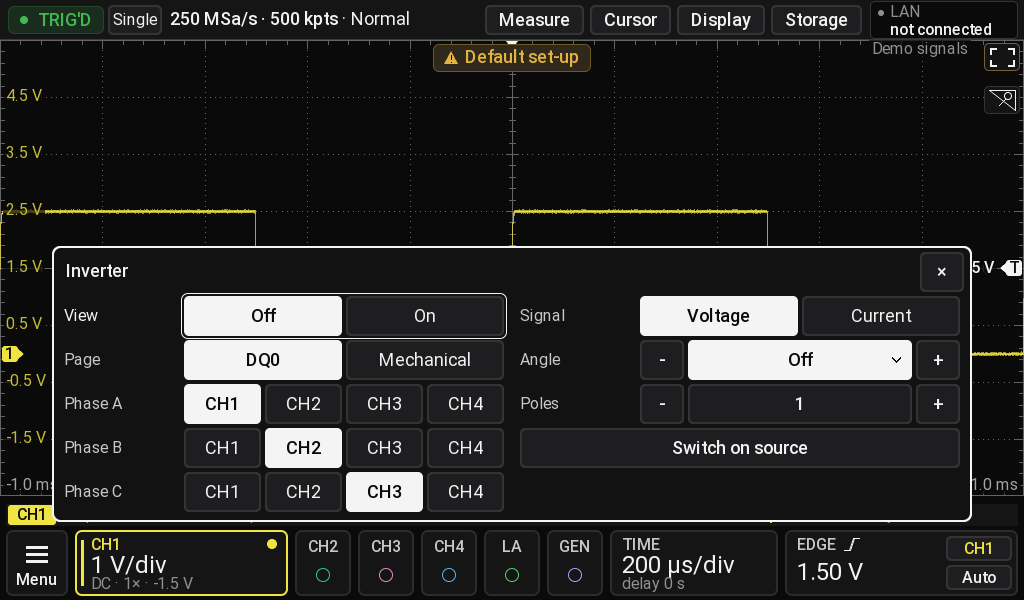 TRIG'D Single 250 MSa/s · 500 kpts · Normal Measure Cursor Display Storage LAN
not connected
Demo signals
Default set-up
4.5 V
3.5 V
2.5 V
1.5 V
5 V T
0.5 V
1
-0.5 V
-1.5 V
-1.0 ms
1.0 ms
Inverter ×
View Off On Signal Voltage Current
Page DQ0 Mechanical Angle - Off +
Phase A CH1 CH2 CH3 CH4 Poles - 1 +
Phase B CH1 CH2 CH3 CH4 Switch on source
Phase C CH1 CH2 CH3 CH4
CH1
Menu
CH1
1 V/div
DC · 1× · -1.5 V
CH2 CH3 CH4 LA GEN
TIME
200 µs/div
delay 0 s
EDGE CH1
1.50 V Auto